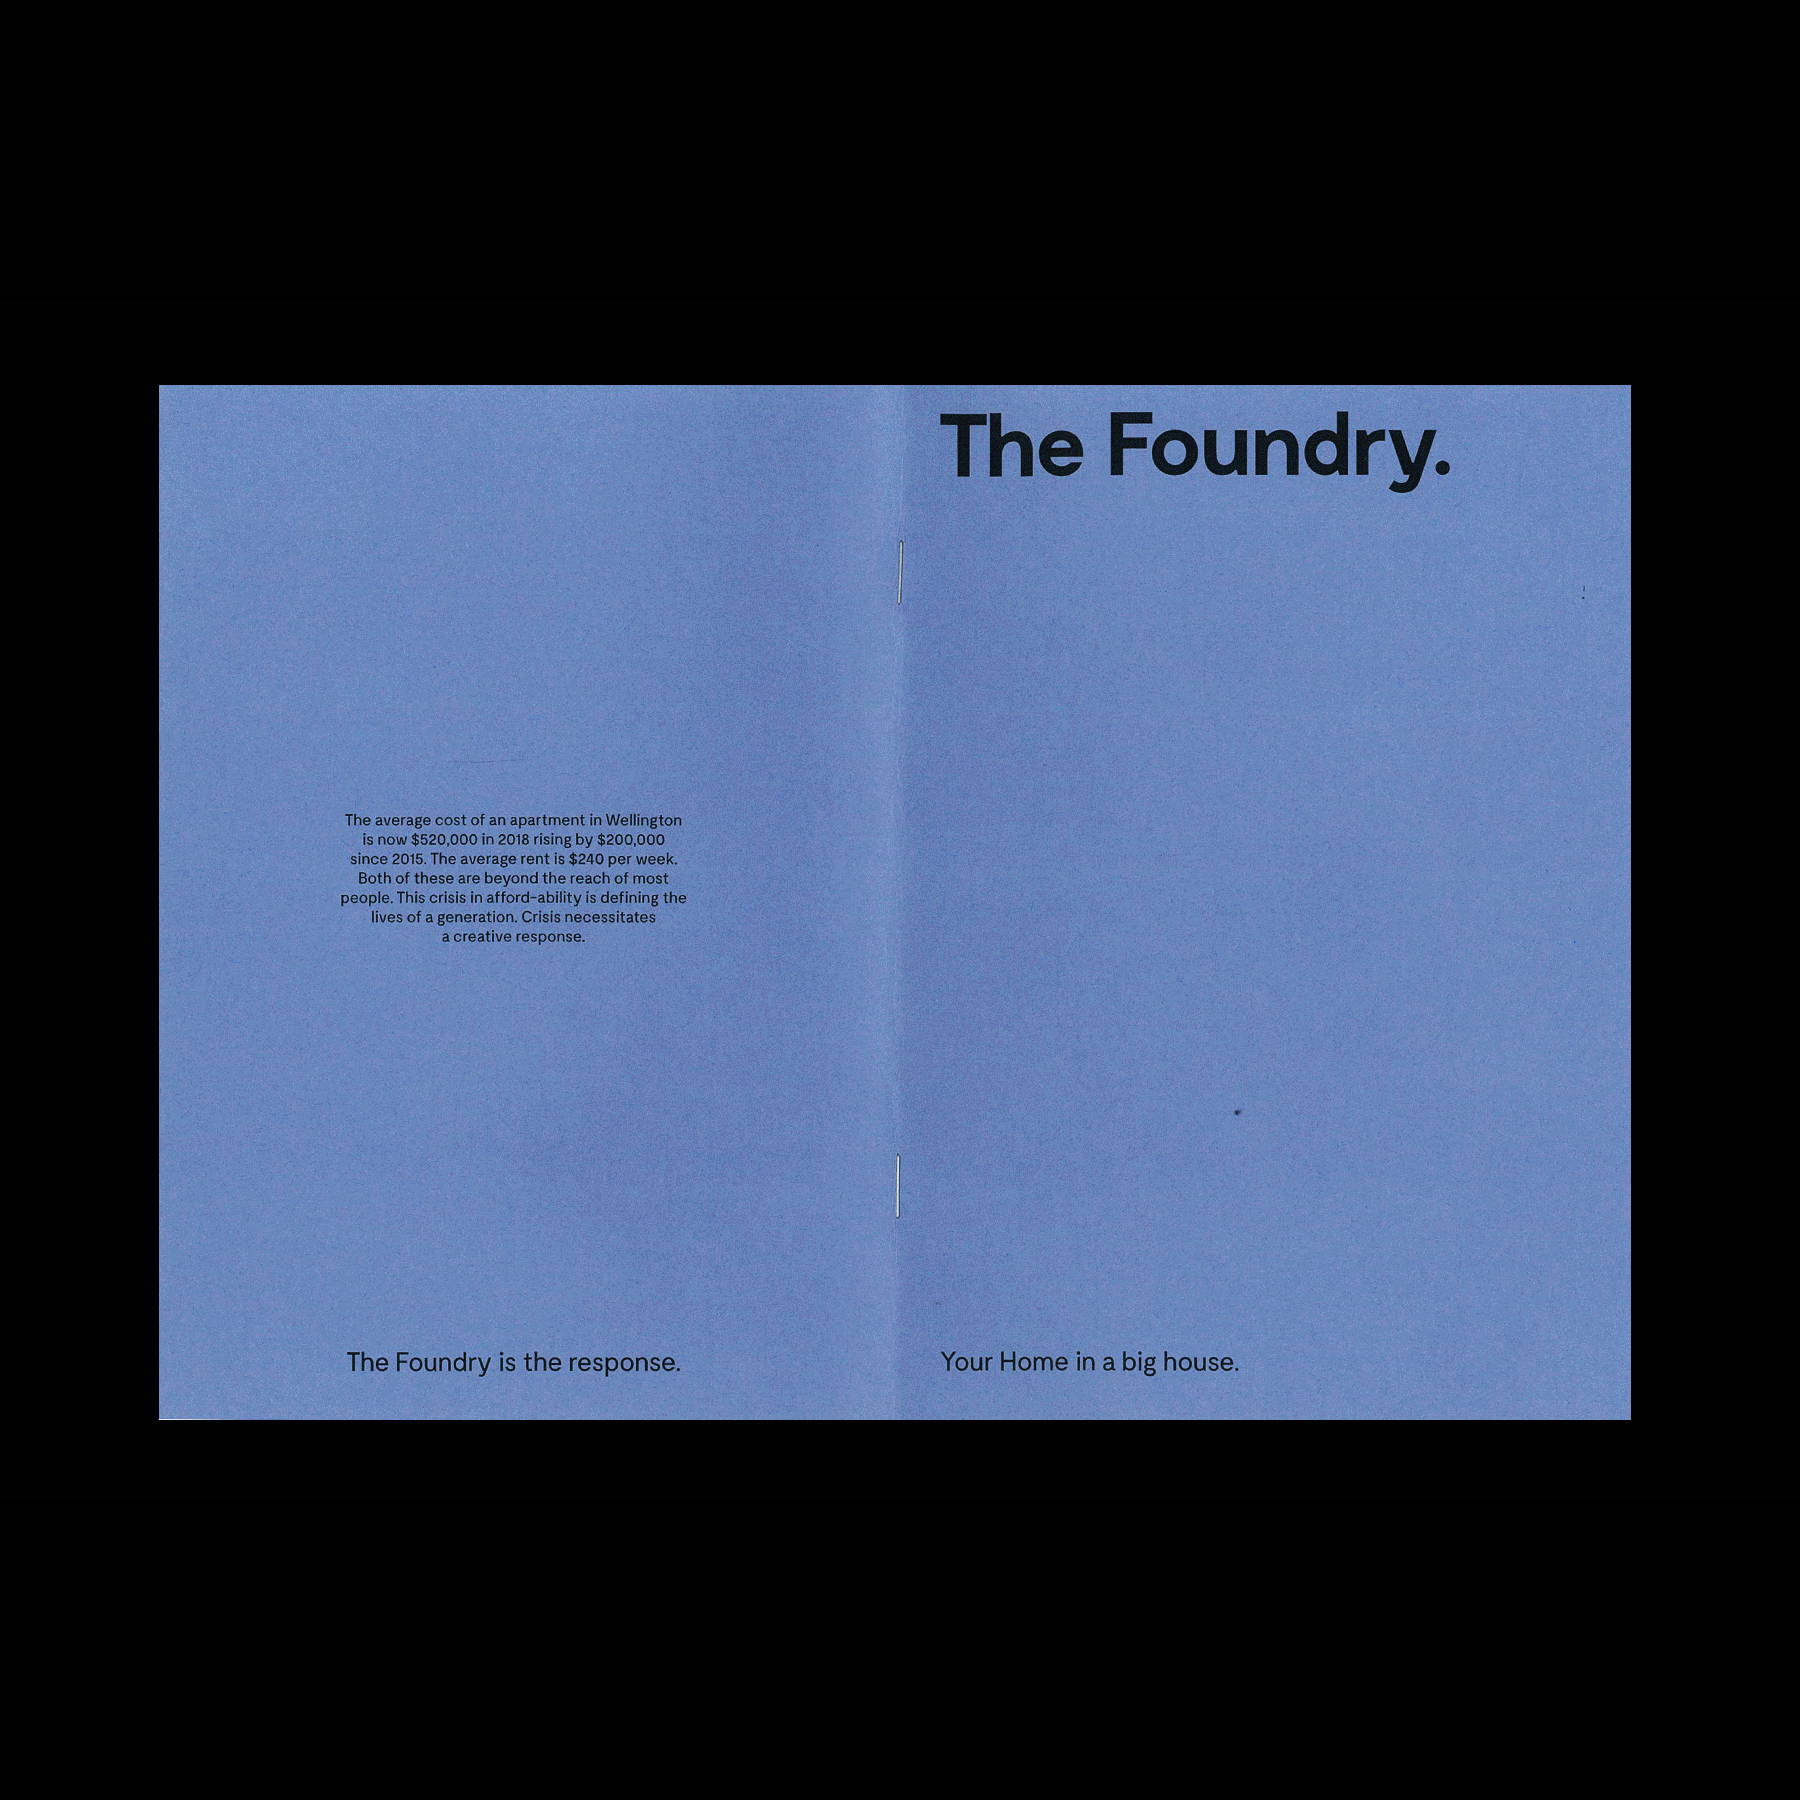 The Foundry.
The average cost of an apartment in Wellington
is now $520,000 in 2018 rising by $200,000
since 2015. The average rent is $240 per week.
Both of these are beyond the reach of most
people. This crisis in afford-ability is defining the
lives of a generation. Crisis necessitates
a creative response.
The Foundry is the response.
Your Home in a big house.